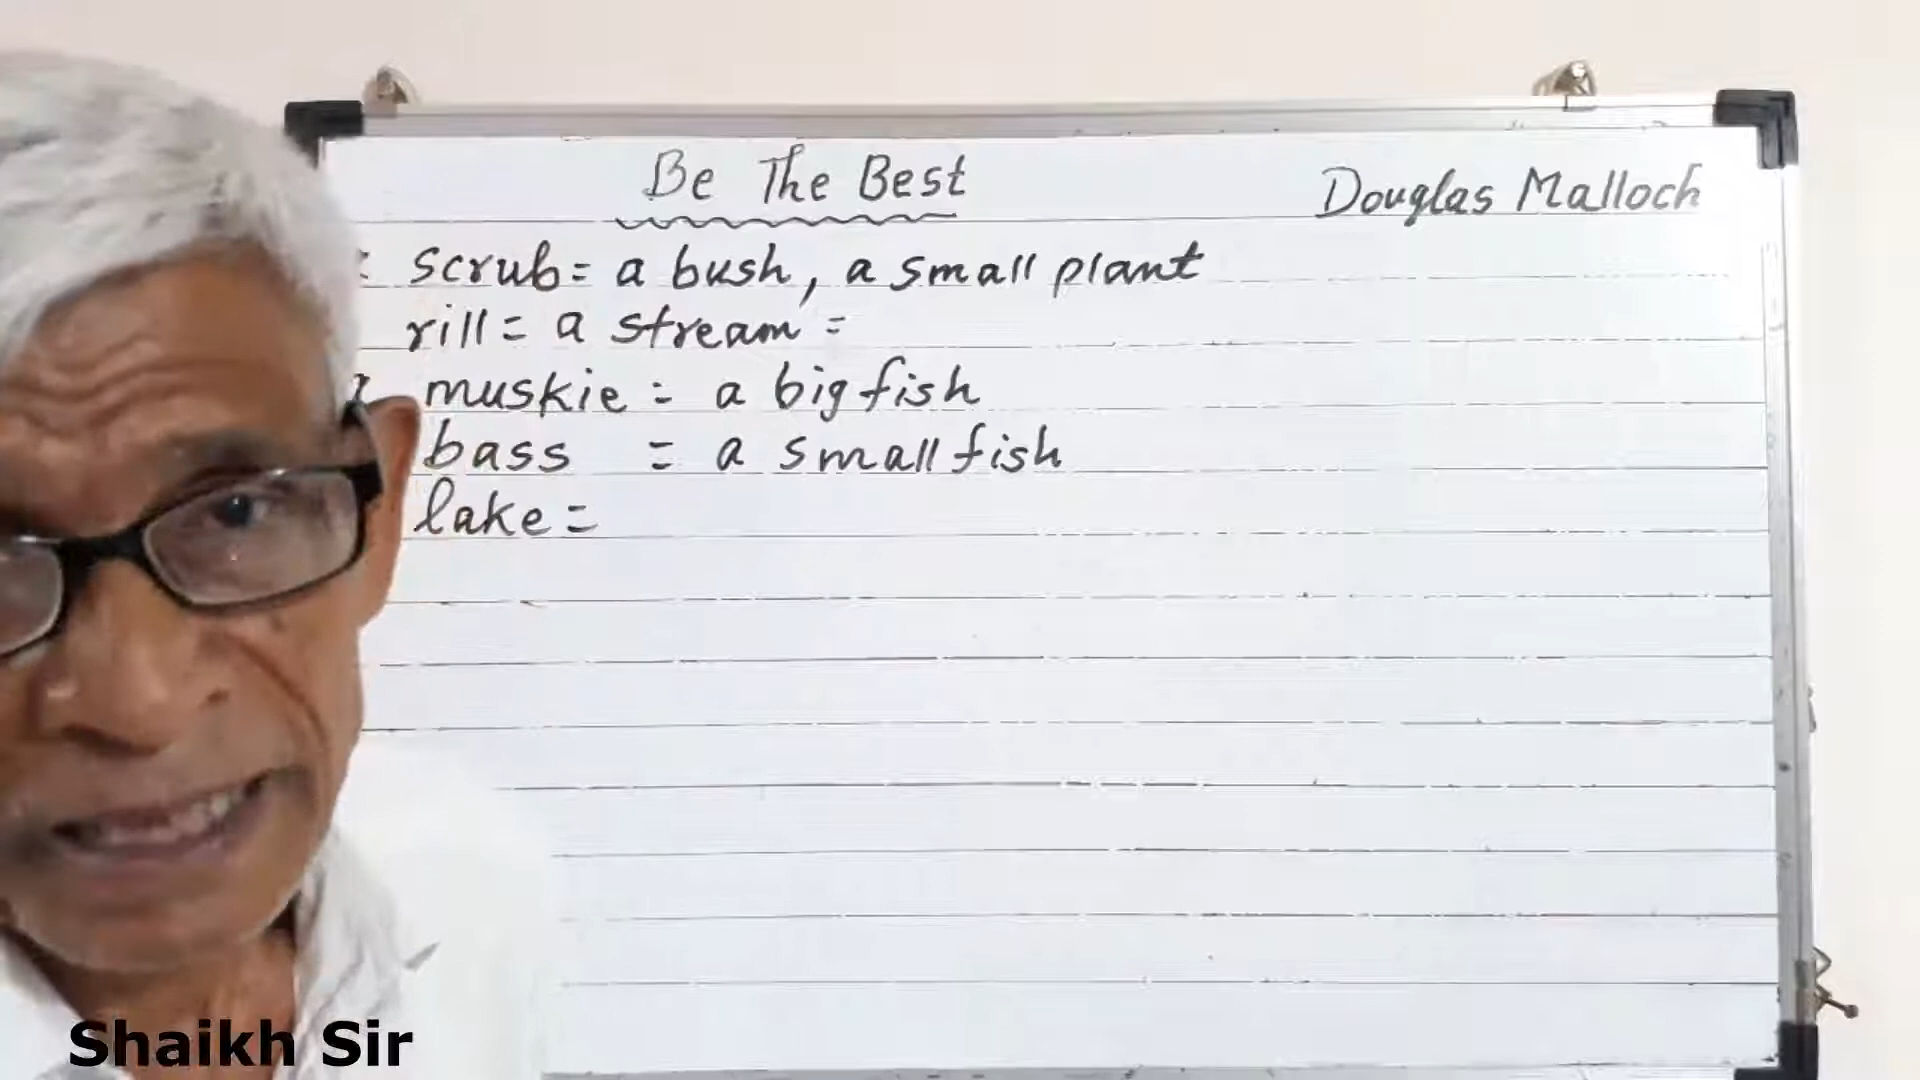 Be The Best
Douglas Malloch
scrub = a bush, a small plant
rill = a stream =
muskie = a big fish
bass = a small fish
lake =
Shaikh Sir